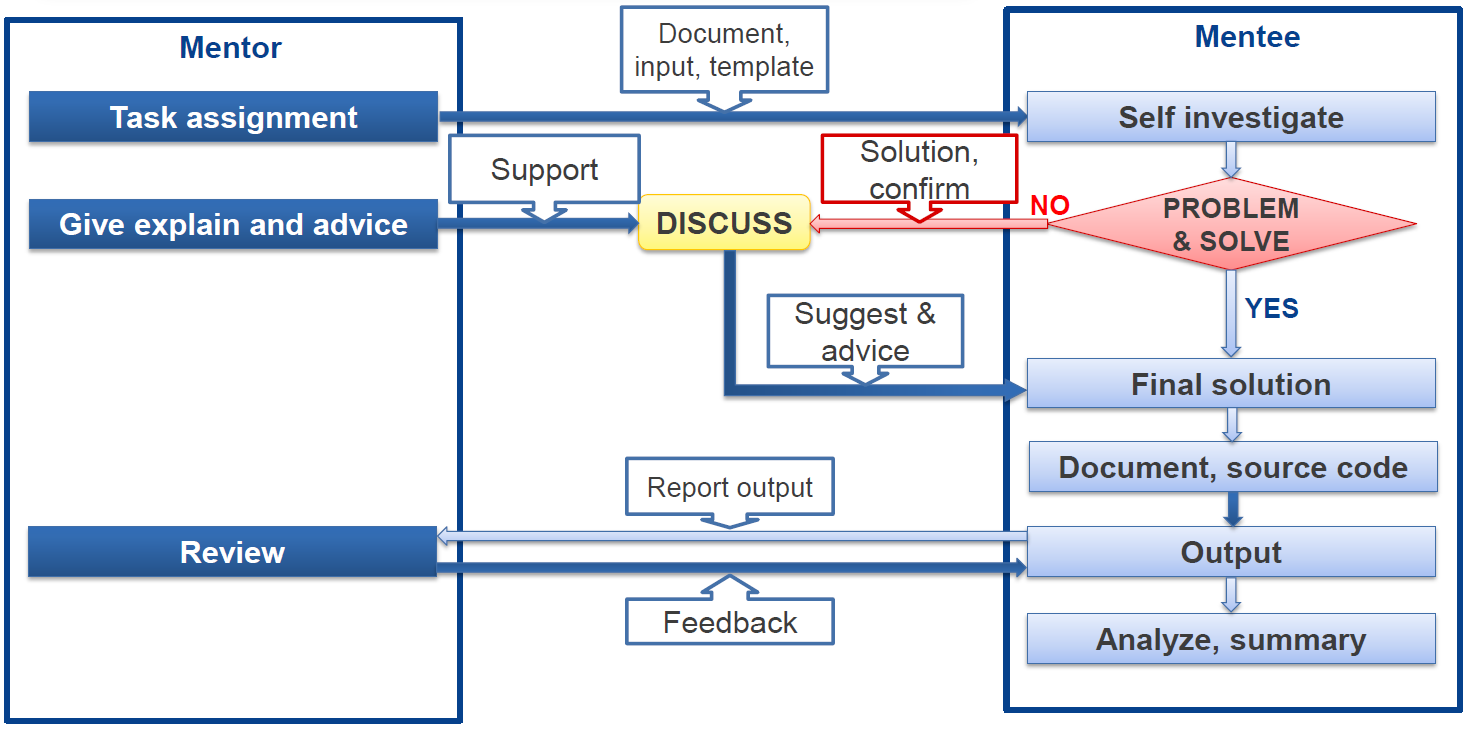 Mentor
Mentee
Document,
input, template
Task assignment
Self investigate
Support
Solution,
confirm
NO
PROBLEM
& SOLVE
Give explain and advice
DISCUSS
YES
Suggest &
advice
Final solution
Document, source code
Report output
Review
Output
Feedback
Analyze, summary